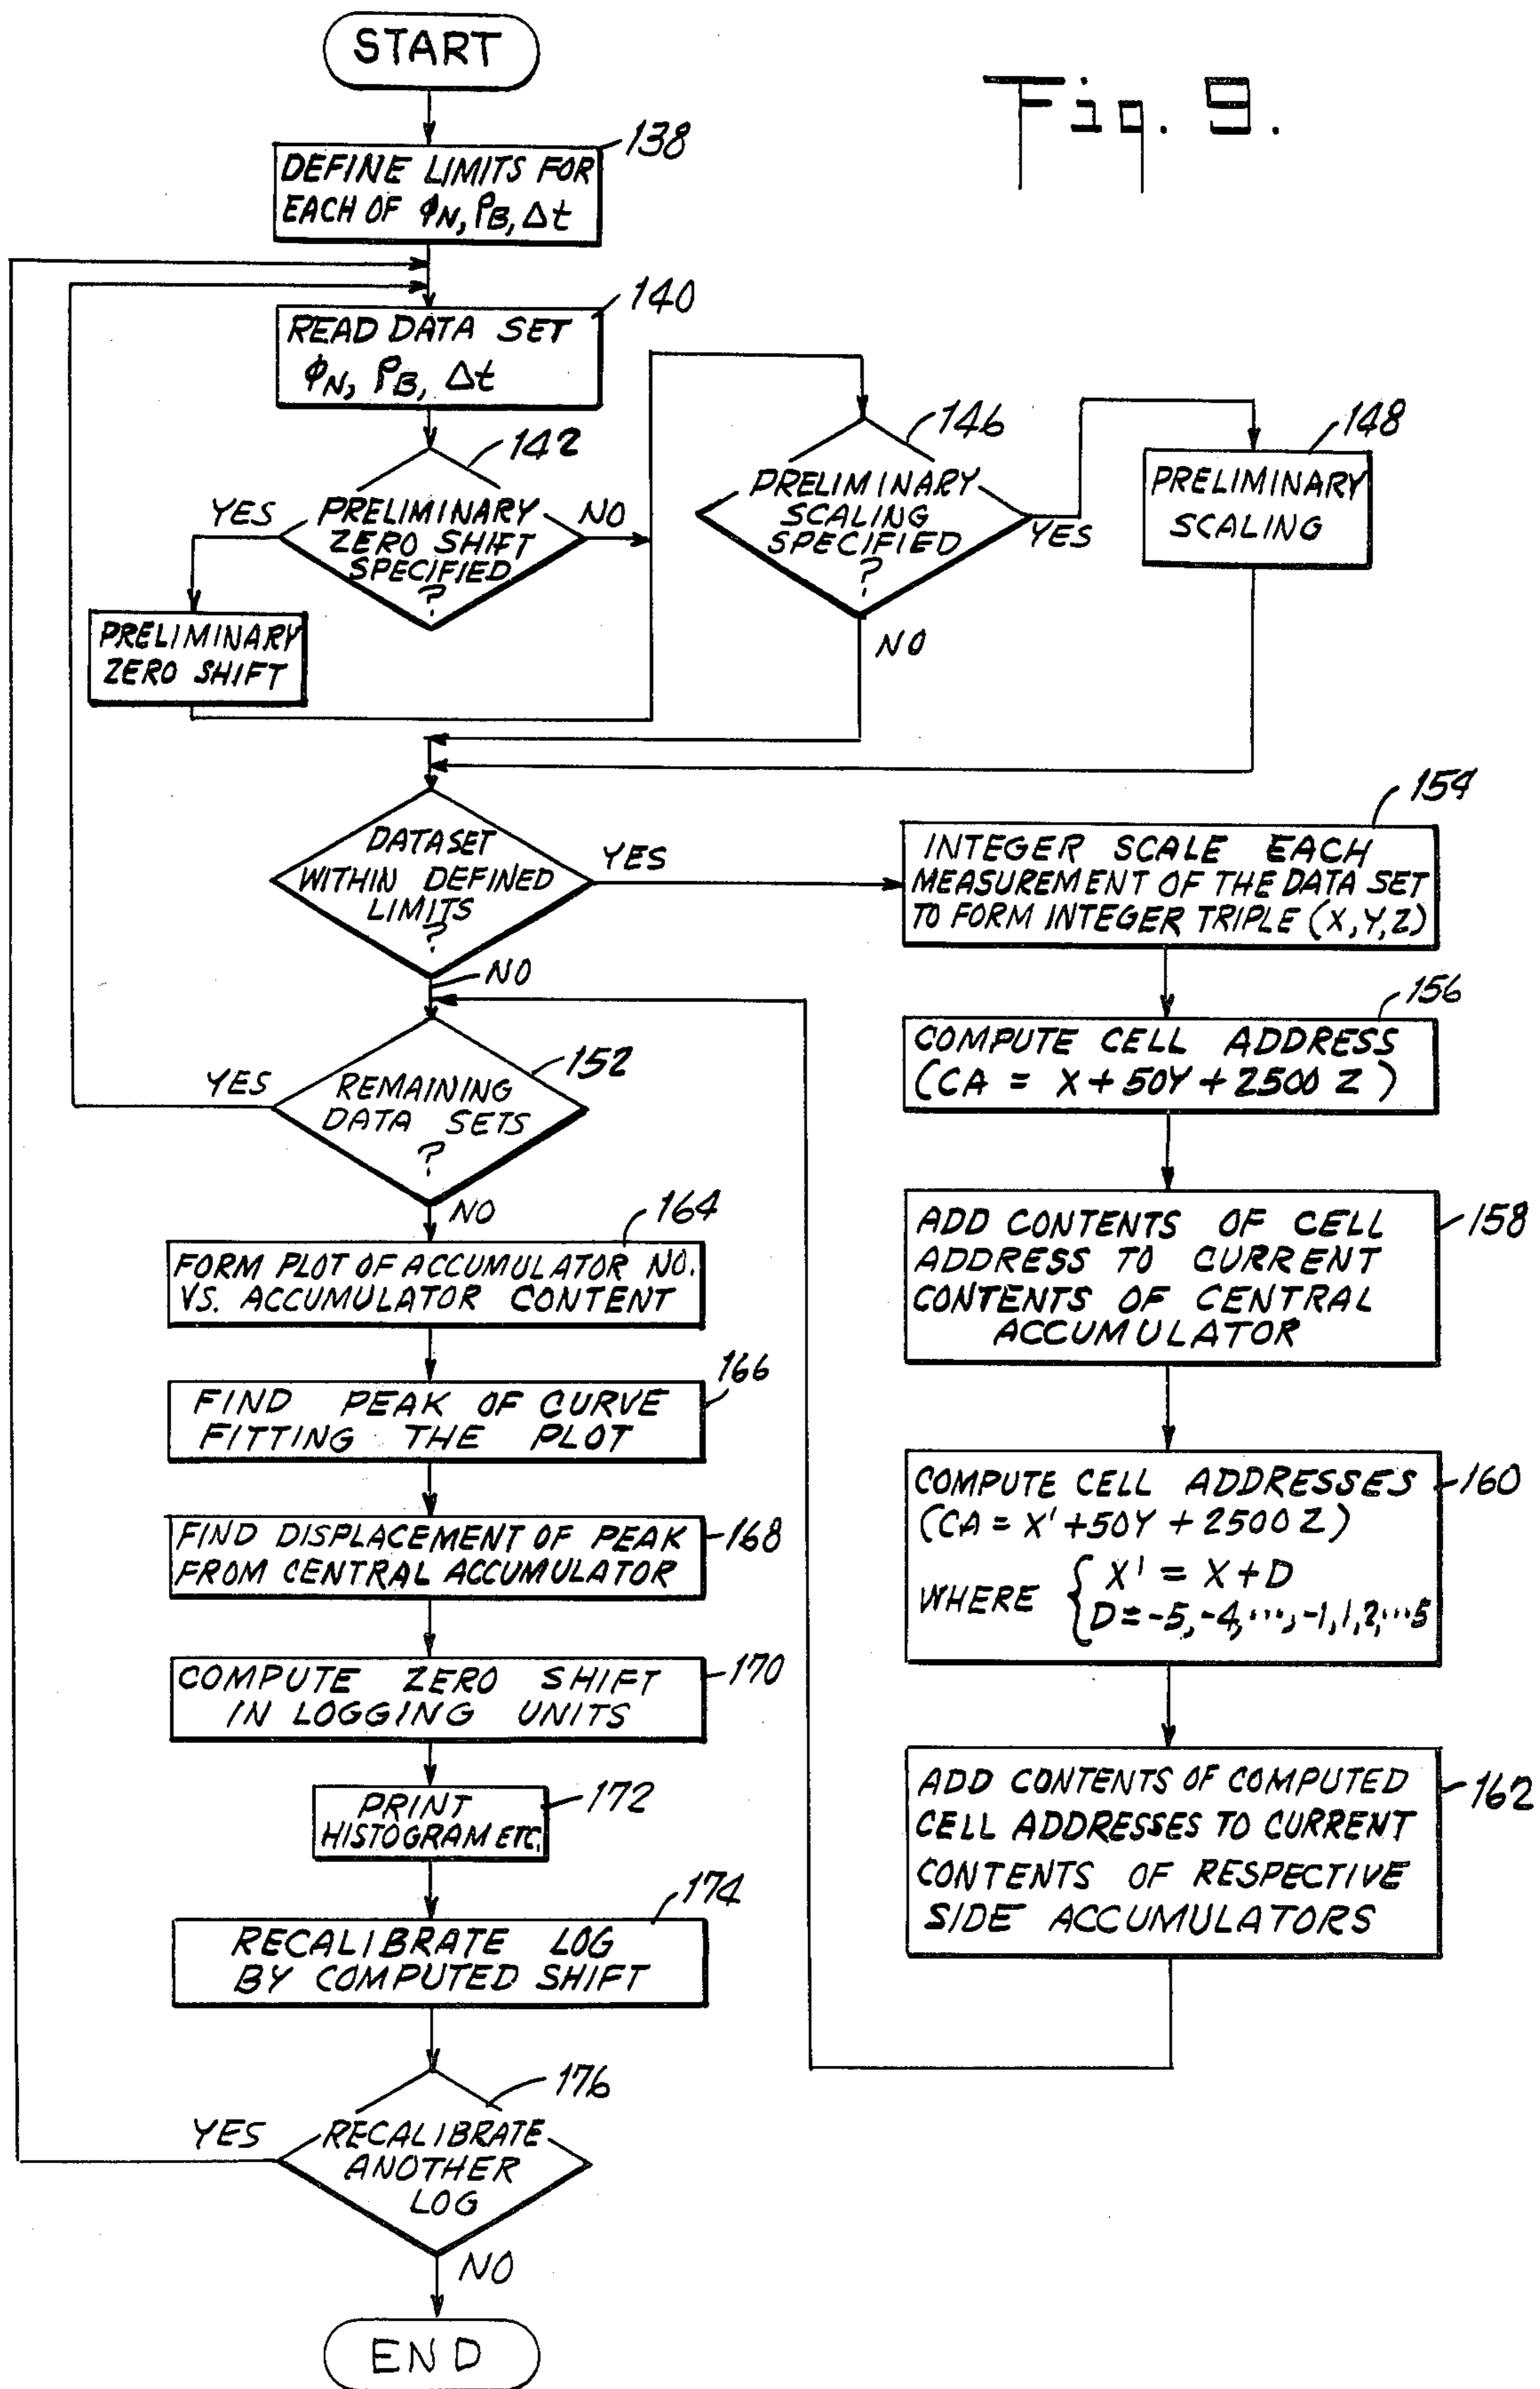 START
Fig. 9.
138
DEFINE LIMITS FOR
EACH OF ϕN, ρB, Δt
140
READ DATA SET
ϕN, ρB, Δt
142
YES
PRELIMINARY
ZERO SHIFT
SPECIFIED
?
NO
PRELIMINARY
ZERO SHIFT
146
PRELIMINARY
SCALING
SPECIFIED
?
YES
NO
148
PRELIMINARY
SCALING
DATASET
WITHIN DEFINED
LIMITS
?
YES
NO
154
INTEGER SCALE EACH
MEASUREMENT OF THE DATA SET
TO FORM INTEGER TRIPLE (X,Y,Z)
156
COMPUTE CELL ADDRESS
(CA = X+50Y+2500 Z)
158
ADD CONTENTS OF CELL
ADDRESS TO CURRENT
CONTENTS OF CENTRAL
ACCUMULATOR
160
COMPUTE CELL ADDRESSES
(CA = X'+50Y+2500 Z)
WHERE { X' = X+D
D=-5,-4,...,-1,1,2,...5
162
ADD CONTENTS OF COMPUTED
CELL ADDRESSES TO CURRENT
CONTENTS OF RESPECTIVE
SIDE ACCUMULATORS
152
YES
REMAINING
DATA SETS
?
NO
164
FORM PLOT OF ACCUMULATOR NO.
VS. ACCUMULATOR CONTENT
166
FIND PEAK OF CURVE
FITTING THE PLOT
168
FIND DISPLACEMENT OF PEAK
FROM CENTRAL ACCUMULATOR
170
COMPUTE ZERO SHIFT
IN LOGGING UNITS
172
PRINT
HISTOGRAM ETC.
174
RECALIBRATE LOG
BY COMPUTED SHIFT
176
YES
RECALIBRATE
ANOTHER
LOG
NO
END